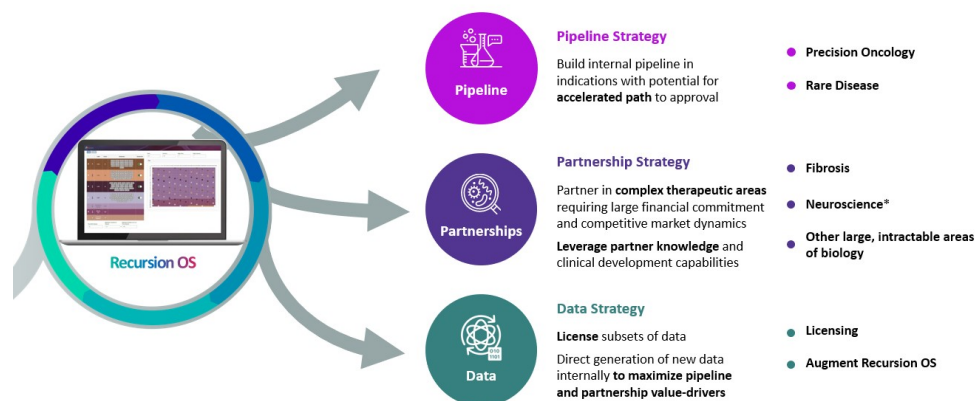 Pipeline Strategy
Build internal pipeline in
indications with potential for
accelerated path to approval
Pipeline
Precision Oncology
Rare Disease
Recursion OS
Partnership Strategy
Partner in complex therapeutic areas
requiring large financial commitment
and competitive market dynamics
Leverage partner knowledge and
clinical development capabilities
Partnerships
Fibrosis
Neuroscience*
Other large, intractable areas
of biology
Data Strategy
License subsets of data
Direct generation of new data
internally to maximize pipeline
and partnership value-drivers
010
1101
Data
Licensing
Augment Recursion OS